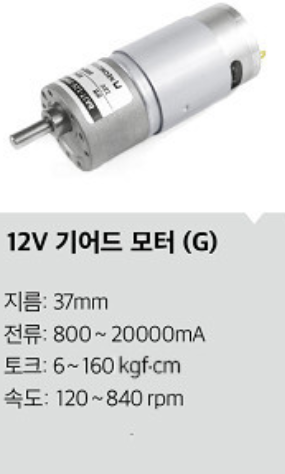 12V
12V 기어드 모터 (G)
지름: 37mm
전류: 800~20000mA
토크: 6~160 kgf·cm
속도: 120~840 rpm